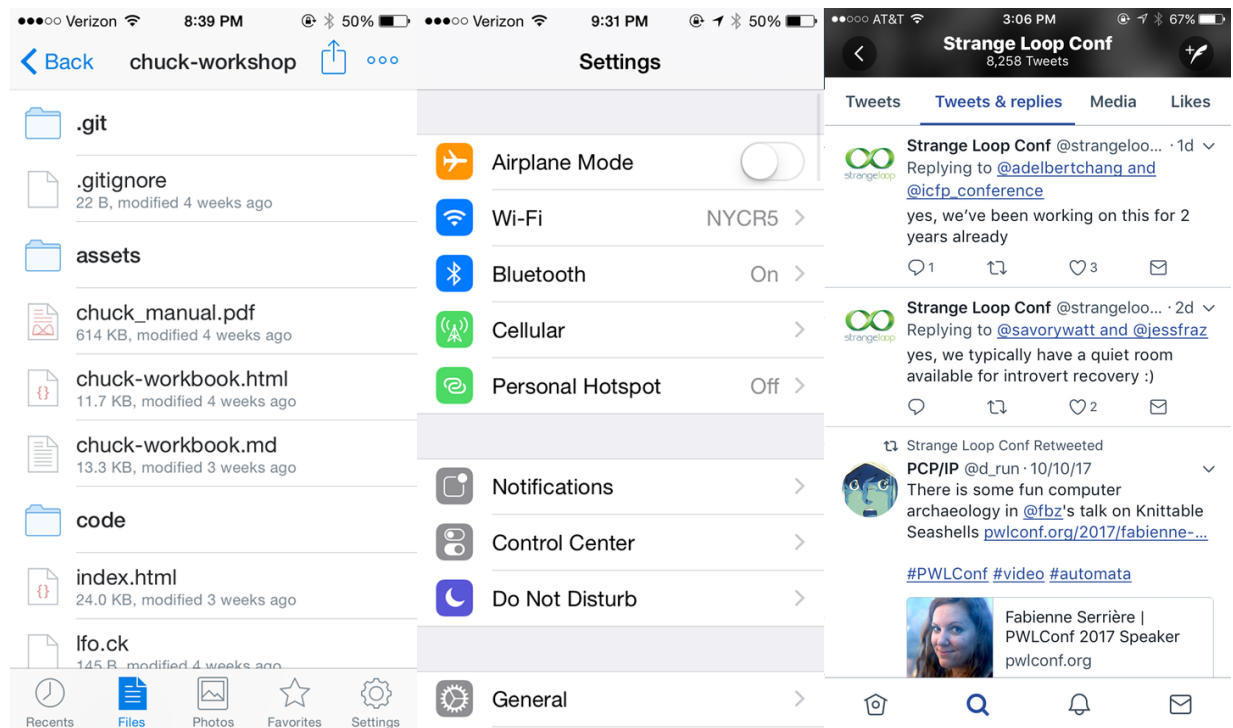 Verizon 8:39 PM 50%
Back chuck-workshop
.git
.gitignore
22 B, modified 4 weeks ago
assets
chuck_manual.pdf
614 KB, modified 4 weeks ago
{}
chuck-workbook.html
11.7 KB, modified 4 weeks ago
chuck-workbook.md
13.3 KB, modified 3 weeks ago
code
{}
index.html
24.0 KB, modified 3 weeks ago
lfo.ck
145 B, modified 4 weeks ago
Recents Files Photos Favorites Settings
Verizon 9:31 PM 50%
Settings
Airplane Mode
Wi-Fi NYCR5
Bluetooth On
Cellular
Personal Hotspot Off
Notifications
Control Center
Do Not Disturb
General
AT&T 3:06 PM 67%
Strange Loop Conf
8,258 Tweets
Tweets Tweets & replies Media Likes
strangeloop
Strange Loop Conf @strangeloo... · 1d
Replying to @adelbertchang and
@icfp_conference
yes, we've been working on this for 2
years already
1 3
strangeloop
Strange Loop Conf @strangeloo... · 2d
Replying to @savorywatt and @jessfraz
yes, we typically have a quiet room
available for introvert recovery :)
2
Strange Loop Conf Retweeted
PCP/IP @d_run · 10/10/17
There is some fun computer
archaeology in @fbz's talk on Knittable
Seashells pwlconf.org/2017/fabienne-...
#PWLConf #video #automata
Fabienne Serrière |
PWLConf 2017 Speaker
pwlconf.org